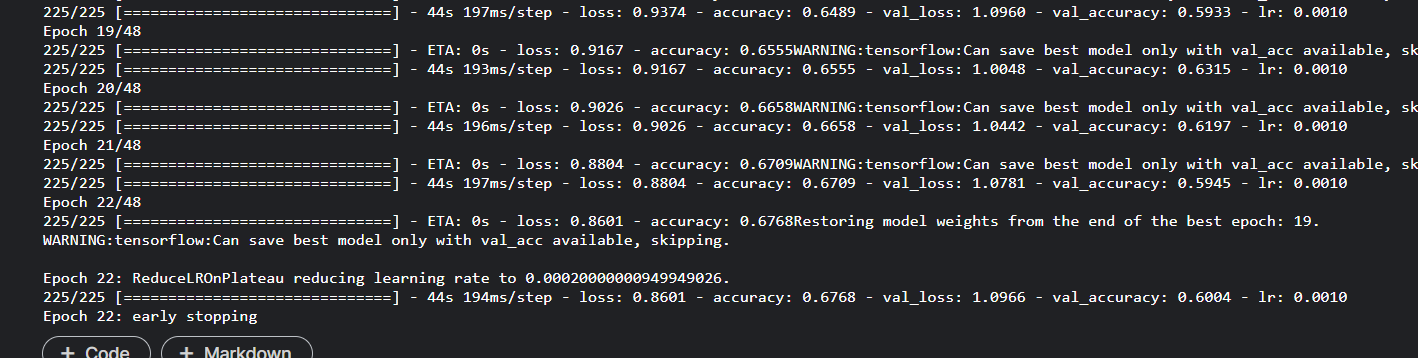 225/225 [==============================] - 44s 197ms/step - loss: 0.9374 - accuracy: 0.6489 - val_loss: 1.0960 - val_accuracy: 0.5933 - lr: 0.0010
Epoch 19/48
225/225 [==============================] - ETA: 0s - loss: 0.9167 - accuracy: 0.6555WARNING:tensorflow:Can save best model only with val_acc available, sk
225/225 [==============================] - 44s 193ms/step - loss: 0.9167 - accuracy: 0.6555 - val_loss: 1.0048 - val_accuracy: 0.6315 - lr: 0.0010
Epoch 20/48
225/225 [==============================] - ETA: 0s - loss: 0.9026 - accuracy: 0.6658WARNING:tensorflow:Can save best model only with val_acc available, sk
225/225 [==============================] - 44s 196ms/step - loss: 0.9026 - accuracy: 0.6658 - val_loss: 1.0442 - val_accuracy: 0.6197 - lr: 0.0010
Epoch 21/48
225/225 [==============================] - ETA: 0s - loss: 0.8804 - accuracy: 0.6709WARNING:tensorflow:Can save best model only with val_acc available, sk
225/225 [==============================] - 44s 197ms/step - loss: 0.8804 - accuracy: 0.6709 - val_loss: 1.0781 - val_accuracy: 0.5945 - lr: 0.0010
Epoch 22/48
225/225 [==============================] - ETA: 0s - loss: 0.8601 - accuracy: 0.6768Restoring model weights from the end of the best epoch: 19.
WARNING:tensorflow:Can save best model only with val_acc available, skipping.
Epoch 22: ReduceLROnPlateau reducing learning rate to 0.00020000000949949026.
225/225 [==============================] - 44s 194ms/step - loss: 0.8601 - accuracy: 0.6768 - val_loss: 1.0966 - val_accuracy: 0.6004 - lr: 0.0010
Epoch 22: early stopping
+ Code + Markdown